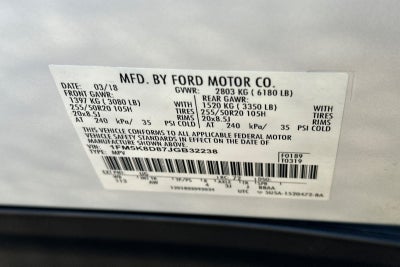 MFD. BY FORD MOTOR CO.
DATE: 03/18 GVWR: 2803 KG ( 6180 LB)
FRONT GAWR: REAR GAWR:
1397 KG ( 3080 LB) WITH 1520 KG ( 3350 LB) WITH
255/50R20 105H TIRES 255/50R20 105H TIRES
20x8.5J RIMS 20x8.5J RIMS
AT 240 kPa/ 35 PSI COLD AT 240 kPa/ 35 PSI COLD
THIS VEHICLE CONFORMS TO ALL APPLICABLE FEDERAL MOTOR
VEHICLE SAFETY STANDARDS IN EFFECT ON THE DATE OF
MANUFACTURE SHOWN ABOVE.
VIN: 1FM5K8D87JGB32238
TYPE: MPV
F0189
T0319
UTC